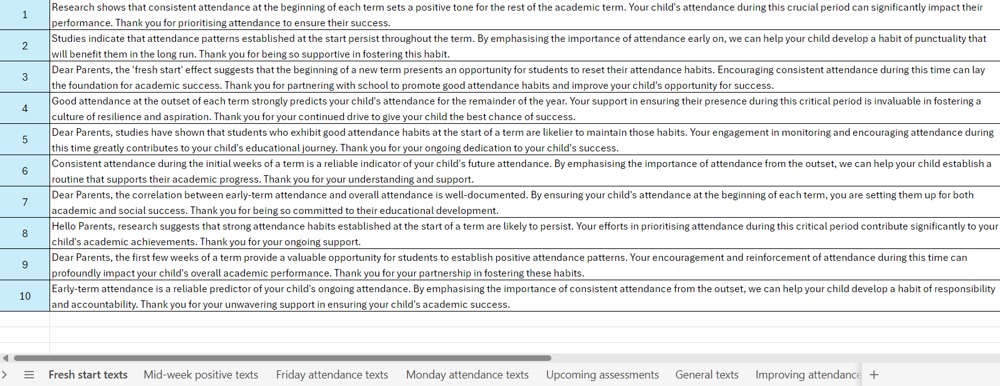 1
Research shows that consistent attendance at the beginning of each term sets a positive tone for the rest of the academic term. Your child's attendance during this crucial period can significantly impact their
performance. Thank you for prioritising attendance to ensure their success.
2
Studies indicate that attendance patterns established at the start persist throughout the term. By emphasising the importance of attendance early on, we can help your child develop a habit of punctuality that
will benefit them in the long run. Thank you for being so supportive in fostering this habit.
3
Dear Parents, the 'fresh start' effect suggests that the beginning of a new term presents an opportunity for students to reset their attendance habits. Encouraging consistent attendance during this time can lay
the foundation for academic success. Thank you for partnering with school to promote good attendance habits and improve your child's opportunity for success.
4
Good attendance at the outset of each term strongly predicts your child's attendance for the remainder of the year. Your support in ensuring their presence during this critical period is invaluable in fostering a
culture of resilience and aspiration. Thank you for your continued drive to give your child the best chance of success.
5
Dear Parents, studies have shown that students who exhibit good attendance habits at the start of a term are likelier to maintain those habits. Your engagement in monitoring and encouraging attendance during
this time greatly contributes to your child's educational journey. Thank you for your ongoing dedication to your child's success.
6
Consistent attendance during the initial weeks of a term is a reliable indicator of your child's future attendance. By emphasising the importance of attendance from the outset, we can help your child establish a
routine that supports their academic progress. Thank you for your understanding and support.
7
Dear Parents, the correlation between early-term attendance and overall attendance is well-documented. By ensuring your child's attendance at the beginning of each term, you are setting them up for both
academic and social success. Thank you for being so committed to their educational development.
8
Hello Parents, research suggests that strong attendance habits established at the start of a term are likely to persist. Your efforts in prioritising attendance during this critical period contribute significantly to your
child's academic achievements. Thank you for your ongoing support.
9
Dear Parents, the first few weeks of a term provide a valuable opportunity for students to establish positive attendance patterns. Your encouragement and reinforcement of attendance during this time can
profoundly impact your child's overall academic performance. Thank you for your partnership in fostering these habits.
10
Early-term attendance is a reliable predictor of your child's ongoing attendance. By emphasising the importance of consistent attendance from the outset, we can help your child develop a habit of responsibility
and accountability. Thank you for your unwavering support in ensuring your child's academic success.
Fresh start texts Mid-week positive texts Friday attendance texts Monday attendance texts Upcoming assessments General texts Improving attendance